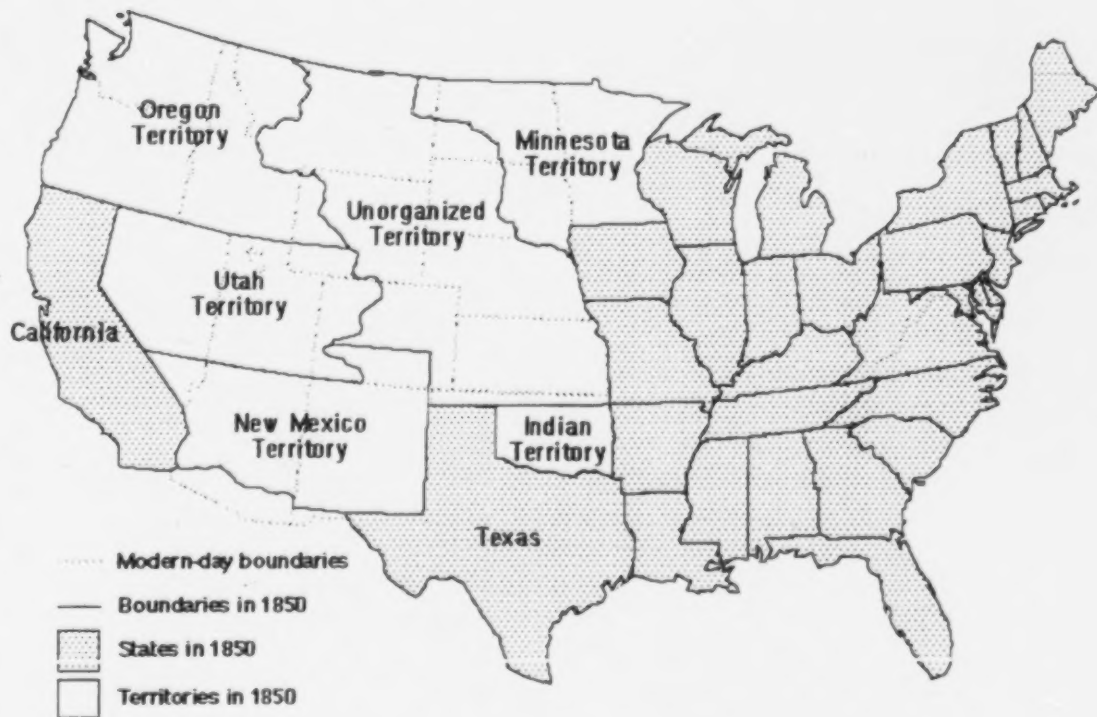 Oregon
Territory
Minnesota
Territory
Unorganized
Territory
Utah
Territory
California
New Mexico
Territory
Indian
Territory
Texas
Modern-day boundaries
Boundaries in 1850
States in 1850
Territories in 1850